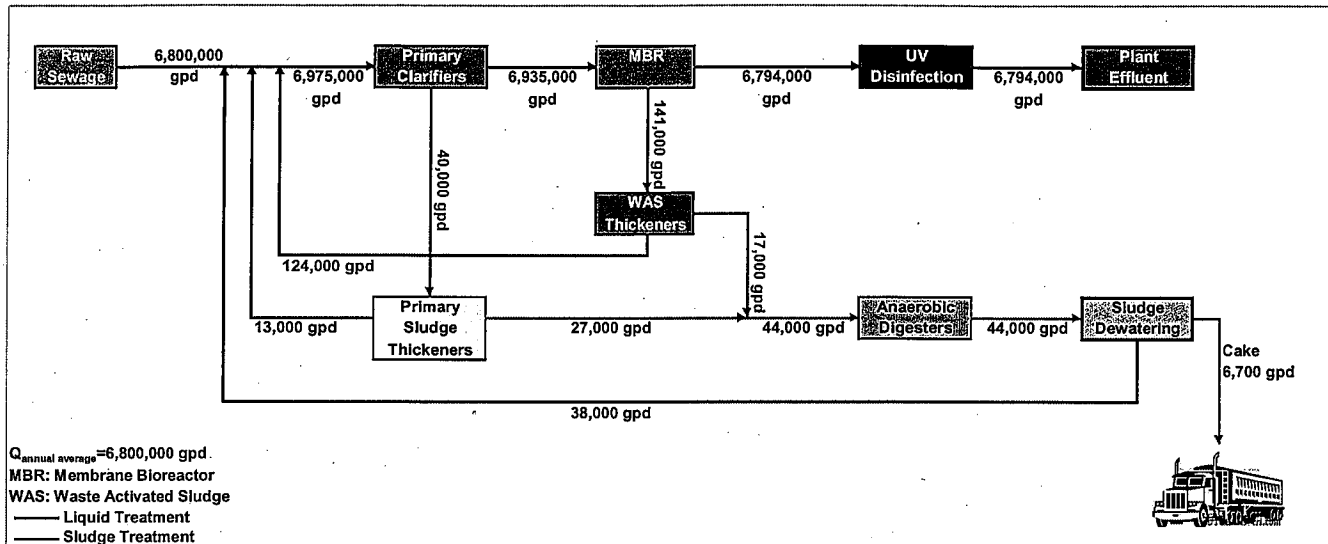 Raw
Sewage
6,800,000
gpd
6,975,000
gpd
Primary
Clarifiers
6,935,000
gpd
MBR
6,794,000
gpd
UV
Disinfection
6,794,000
gpd
Plant
Effluent
40,000 gpd
141,000 gpd
WAS
Thickeners
124,000 gpd
17,000 gpd
13,000 gpd
Primary
Sludge
Thickeners
27,000 gpd
44,000 gpd
Anaerobic
Digesters
44,000 gpd
Sludge
Dewatering
Cake
6,700 gpd
38,000 gpd
Qannual average=6,800,000 gpd
MBR: Membrane Bioreactor
WAS: Waste Activated Sludge
Liquid Treatment
Sludge Treatment